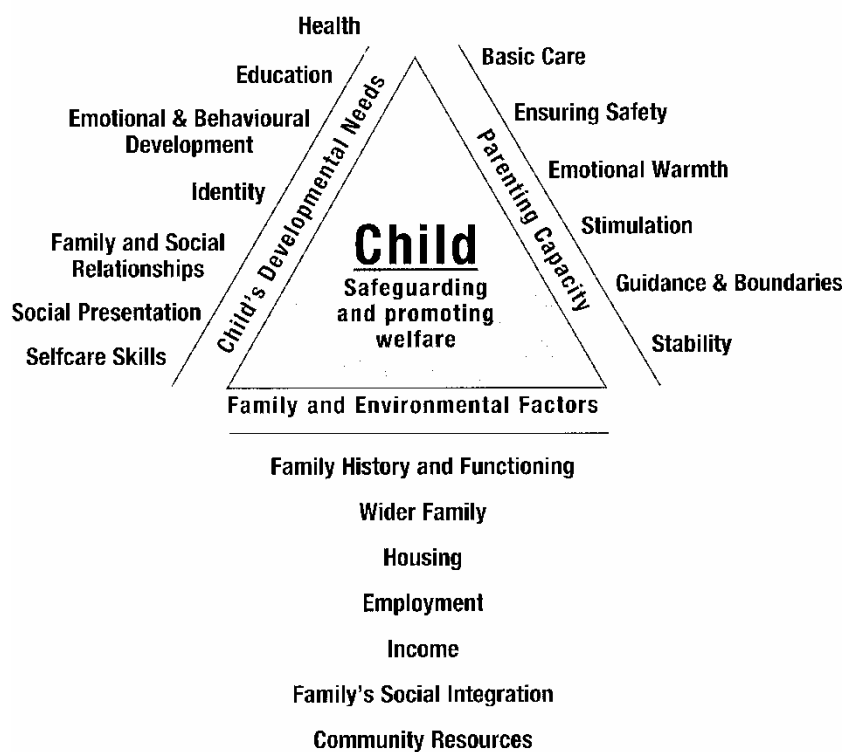 Health
Education
Emotional & Behavioural
Development
Identity
Family and Social
Relationships
Social Presentation
Selfcare Skills
Child's Developmental Needs
Basic Care
Ensuring Safety
Emotional Warmth
Stimulation
Guidance & Boundaries
Stability
Parenting Capacity
Child
Safeguarding
and promoting
welfare
Family and Environmental Factors
Family History and Functioning
Wider Family
Housing
Employment
Income
Family's Social Integration
Community Resources